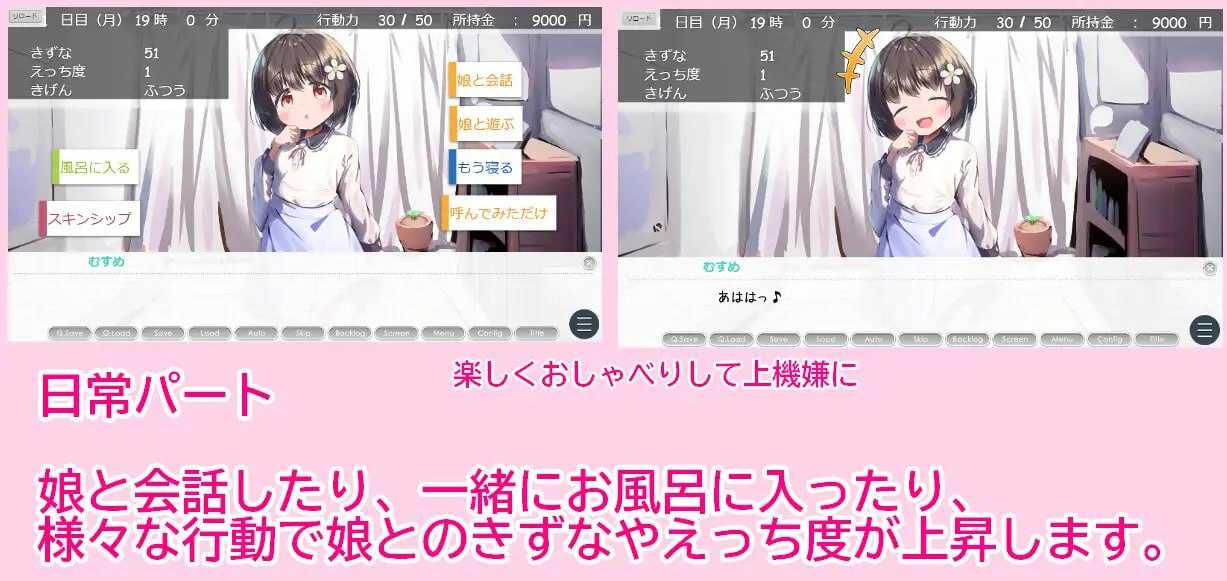 リロード
1 日目（月）19 時 0 分 行動力 30 / 50 所持金 : 9000 円
きずな 51
えっち度 1
きげん ふつう
娘と会話
娘と遊ぶ
風呂に入る
もう寝る
スキンシップ
呼んでみただけ
むすめ
Q.Save Q.Load Save Load Auto Skip Backlog Screen Menu Config Title
リロード
日目（月）19 時 0 分 行動力 30 / 50 所持金 : 9000 円
きずな 51
えっち度 1
きげん ふつう
むすめ
あははっ♪
Q.Save Q.Load Save Load Auto Skip Backlog Screen Menu Config Title
日常パート
楽しくおしゃべりして上機嫌に
娘と会話したり、一緒にお風呂に入ったり、
様々な行動で娘とのきずなやえっち度が上昇します。